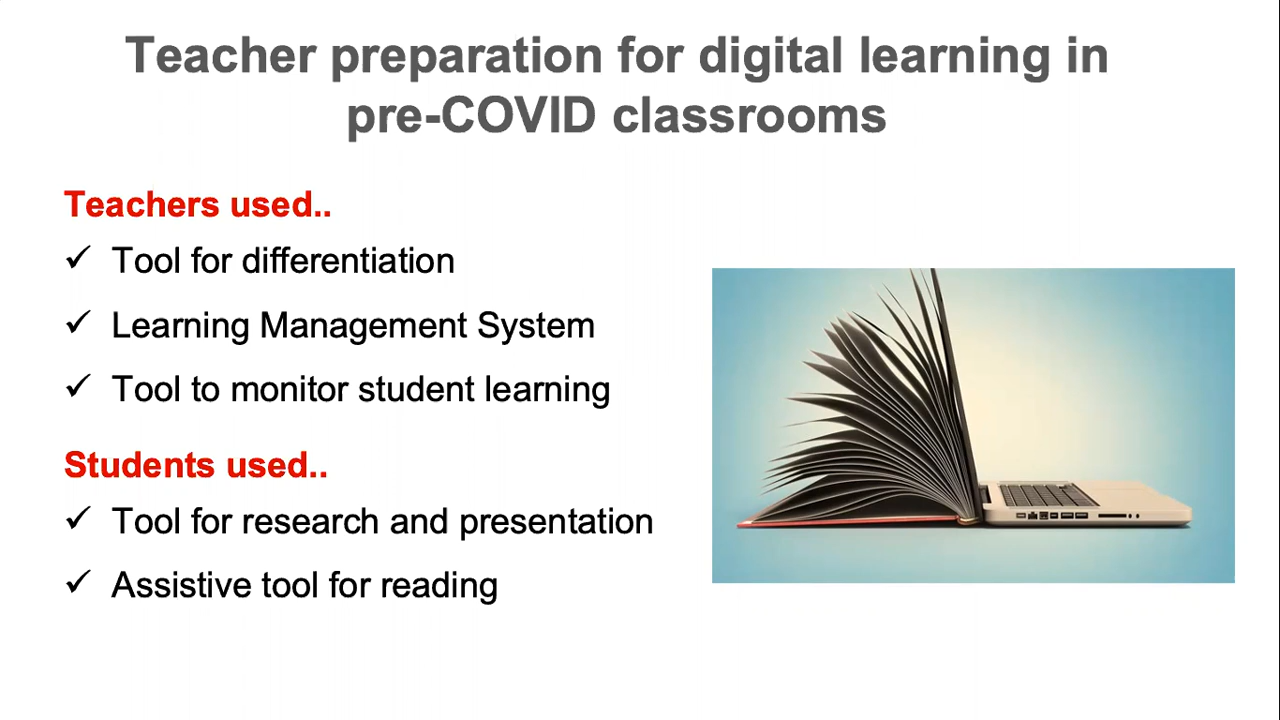 Teacher preparation for digital learning in
pre-COVID classrooms
Teachers used..
✓ Tool for differentiation
✓ Learning Management System
✓ Tool to monitor student learning
Students used..
✓ Tool for research and presentation
✓ Assistive tool for reading